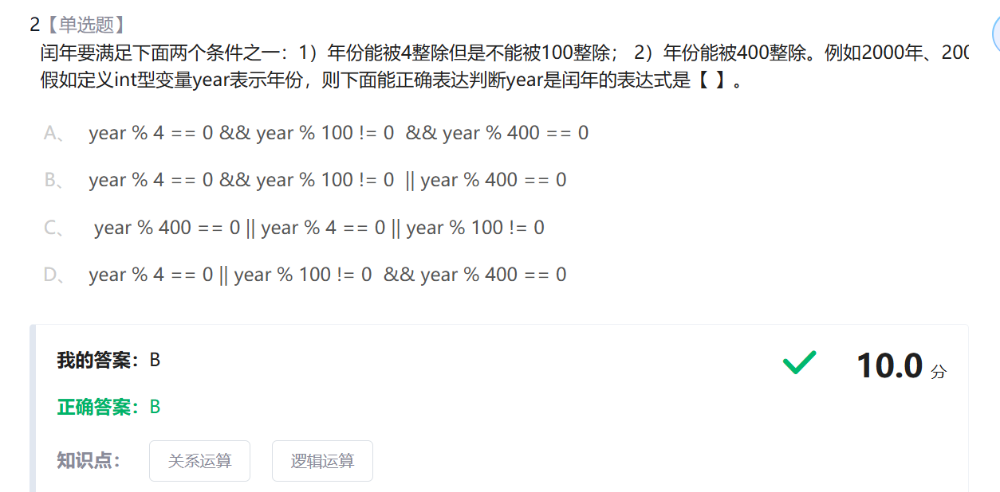 2【单选题】
闰年要满足下面两个条件之一：1）年份能被4整除但是不能被100整除； 2）年份能被400整除。例如2000年、200
假如定义int型变量year表示年份，则下面能正确表达判断year是闰年的表达式是【 】。
A、 year % 4 == 0 && year % 100 != 0 && year % 400 == 0
B、 year % 4 == 0 && year % 100 != 0 || year % 400 == 0
C、 year % 400 == 0 || year % 4 == 0 || year % 100 != 0
D、 year % 4 == 0 || year % 100 != 0 && year % 400 == 0
我的答案：B
10.0 分
正确答案：B
知识点： 关系运算 逻辑运算